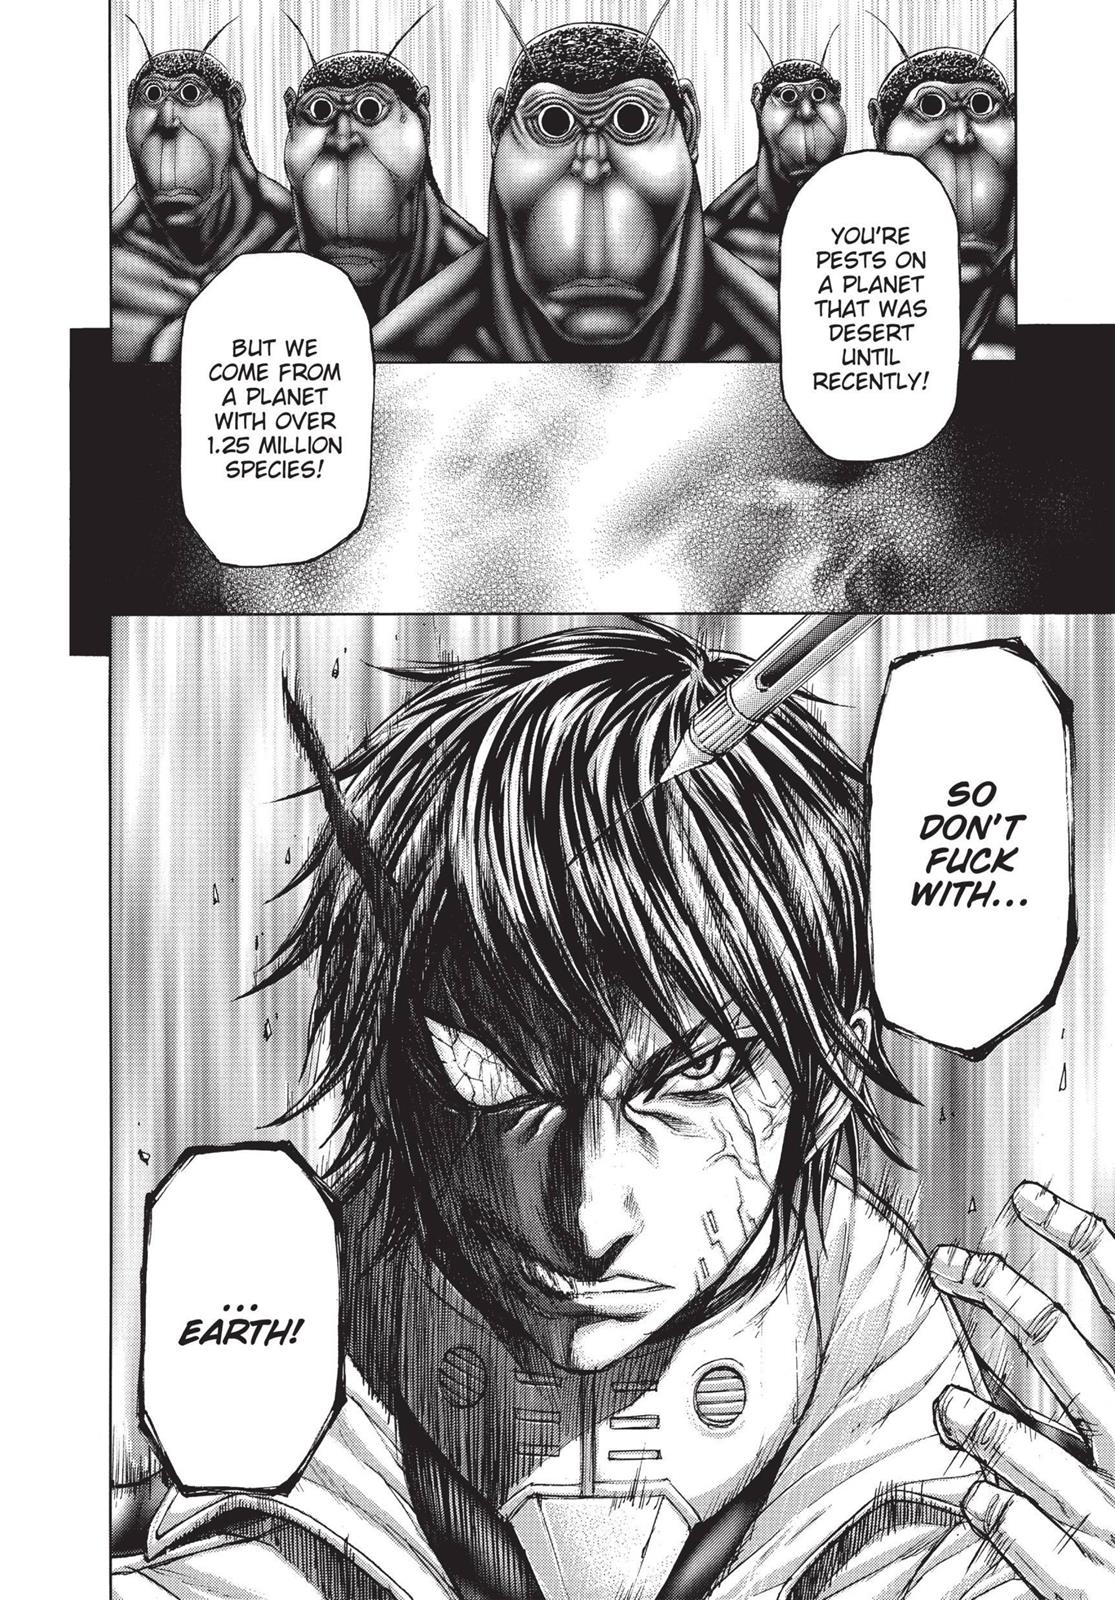 YOU'RE
PESTS ON
A PLANET
THAT WAS
DESERT
UNTIL
RECENTLY!
BUT WE
COME FROM
A PLANET
WITH OVER
1.25 MILLION
SPECIES!
SO
DON'T
FUCK
WITH...
...
EARTH!